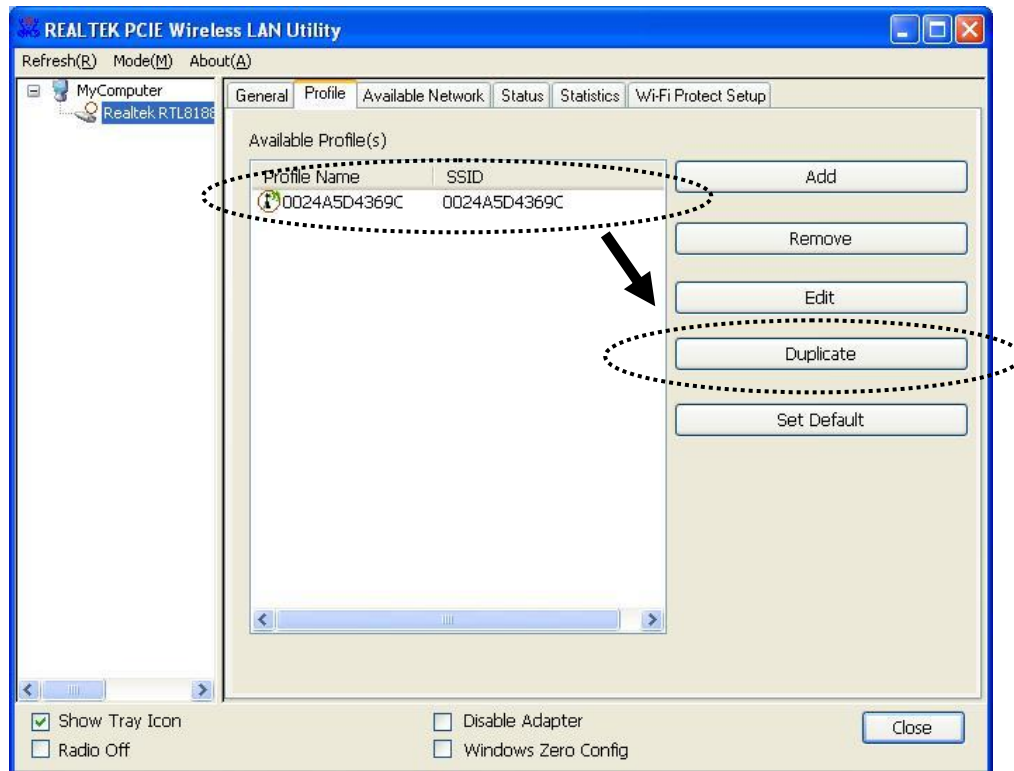 REALTEK PCIE Wireless LAN Utility
Refresh(R) Mode(M) About(A)
MyComputer
Realtek RTL8188
General Profile Available Network Status Statistics Wi-Fi Protect Setup
Available Profile(s)
Profile Name SSID
0024A5D4369C 0024A5D4369C
Add
Remove
Edit
Duplicate
Set Default
Show Tray Icon
Radio Off
Disable Adapter
Windows Zero Config
Close